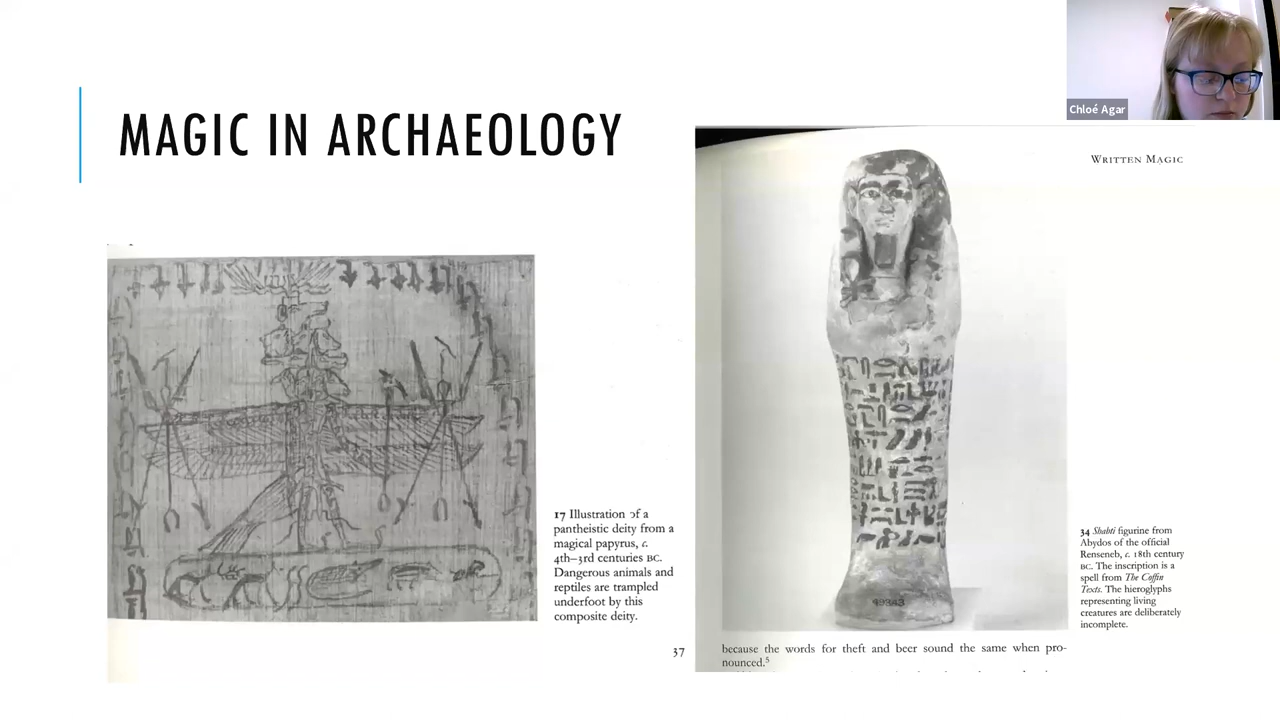 Chloé Agar
MAGIC IN ARCHAEOLOGY
17 Illustration of a
pantheistic deity from a
magical papyrus, c.
4th–3rd centuries BC.
Dangerous animals and
reptiles are trampled
underfoot by this
composite deity.
37
WRITTEN MAGIC
34 Shabti figurine from
Abydos of the official
Renseneb, c. 18th century
BC. The inscription is a
spell from The Coffin
Texts. The hieroglyphs
representing living
creatures are deliberately
incomplete.
because the words for theft and beer sound the same when pro-
nounced.5